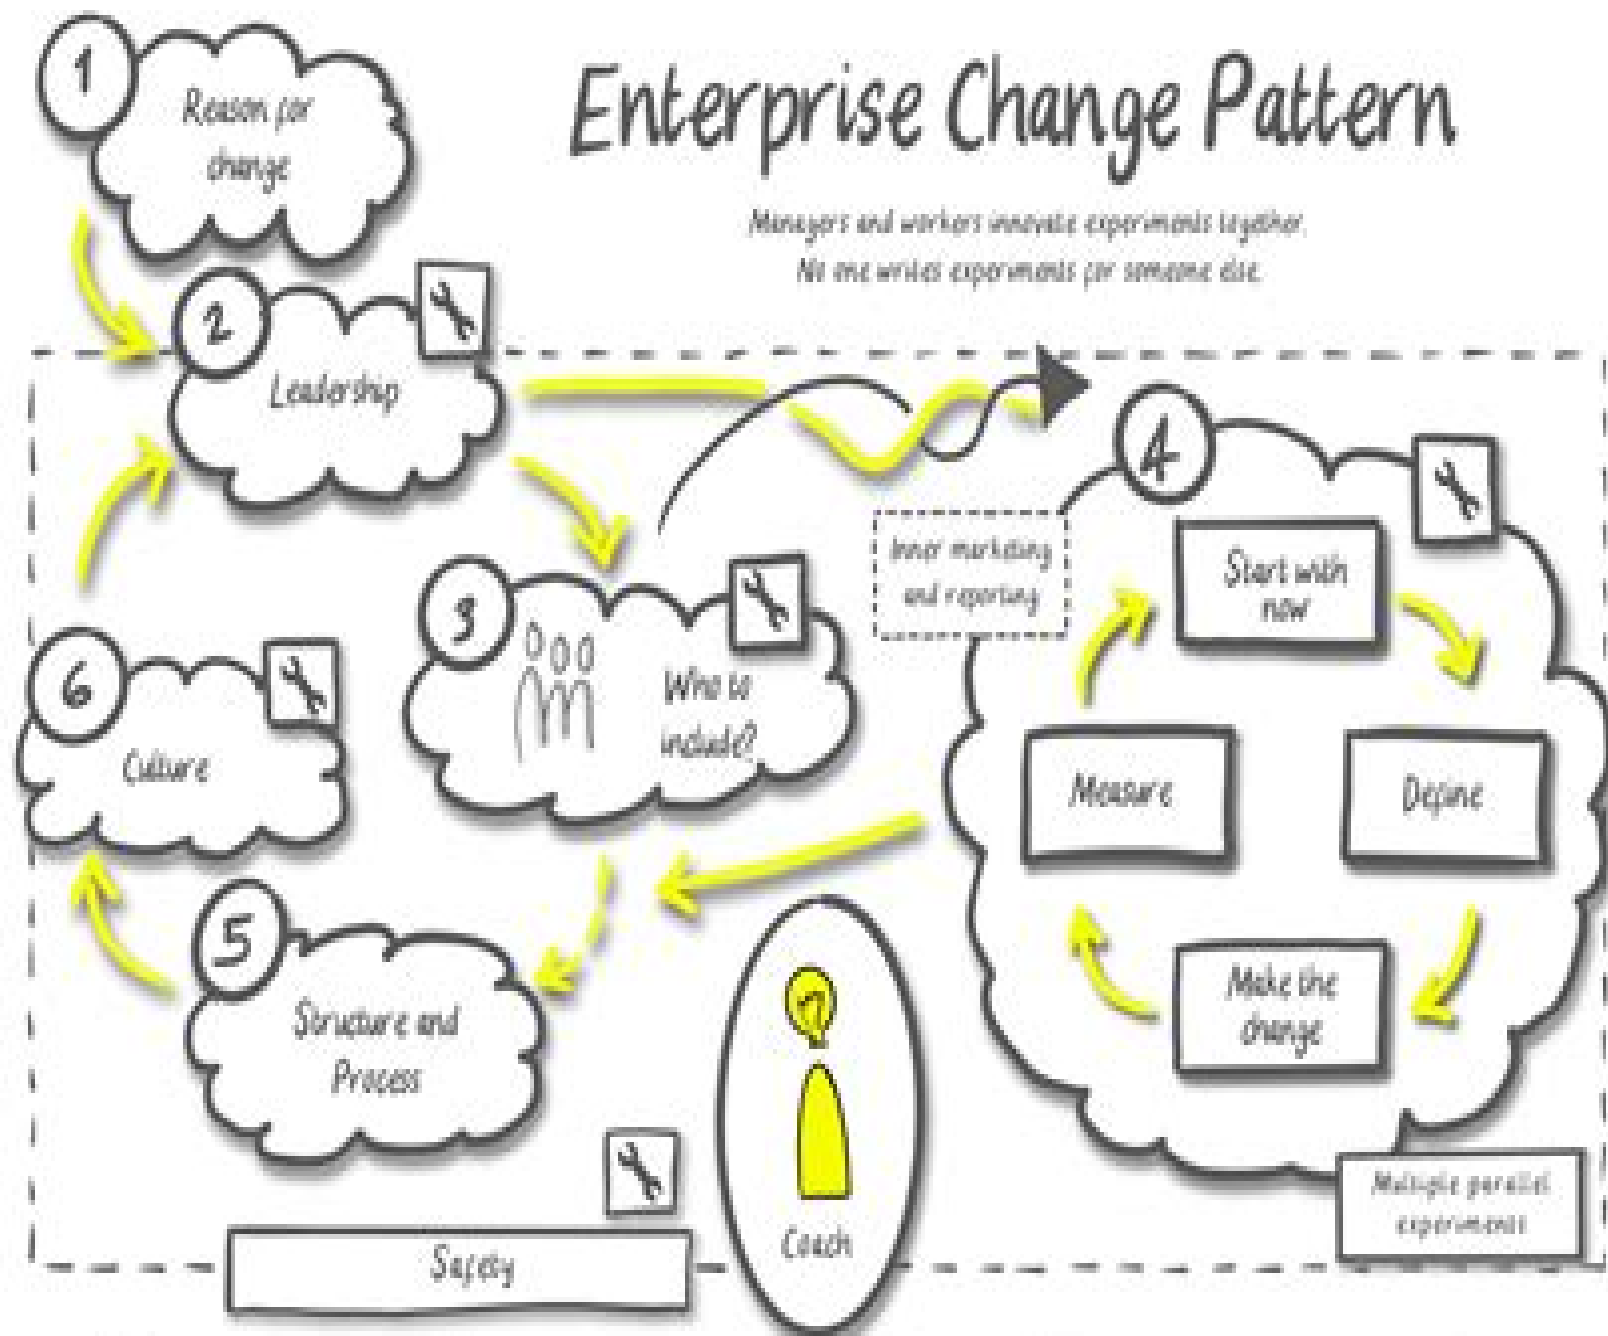 Enterprise Change Pattern
Managers and workers innovate experiments together.
No one writes experiments for someone else.
1
Reason for
change
2
Leadership
3
Who to
include?
Inner marketing
and reporting
4
Start with
now
Define
Make the
change
Measure
Multiple parallel
experiments
5
Structure and
Process
6
Culture
Safety
Coach